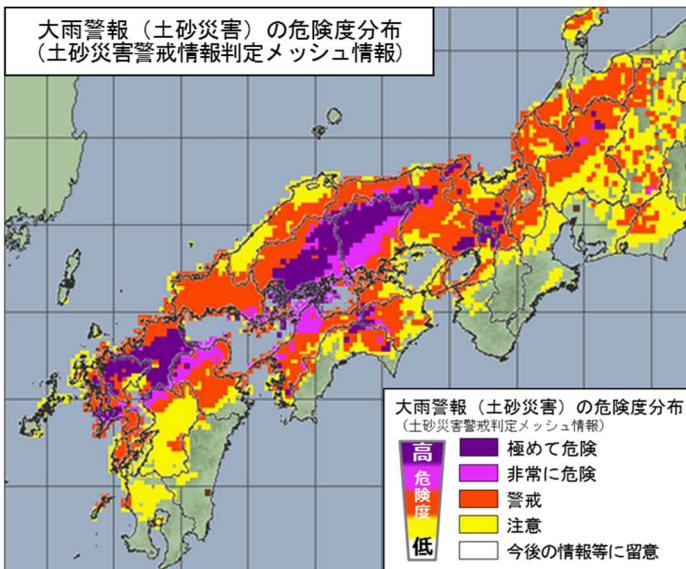 大雨警報（土砂災害）の危険度分布
（土砂災害警戒情報判定メッシュ情報）
大雨警報（土砂災害）の危険度分布
（土砂災害警戒判定メッシュ情報）
高
危険度
低
極めて危険
非常に危険
警戒
注意
今後の情報等に留意